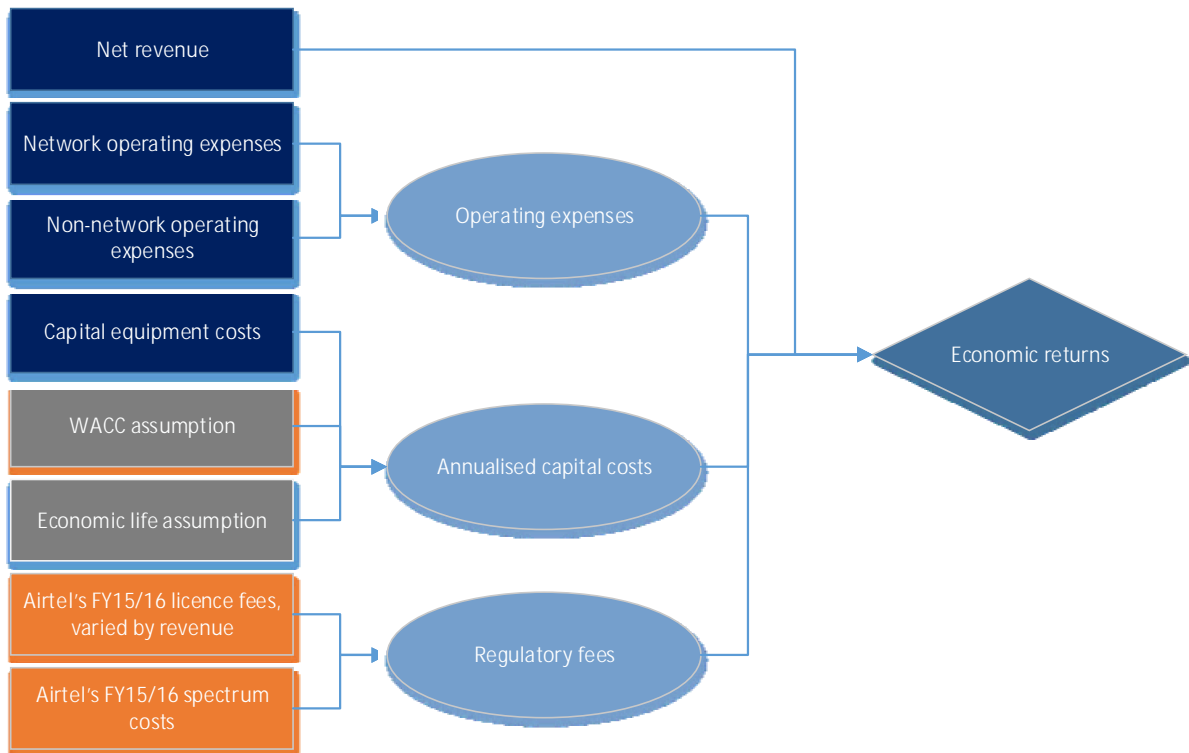 Net revenue
Network operating expenses
Non-network operating
expenses
Operating expenses
Capital equipment costs
WACC assumption
Economic life assumption
Annualised capital costs
Economic returns
Airtel's FY15/16 licence fees,
varied by revenue
Airtel's FY15/16 spectrum
costs
Regulatory fees